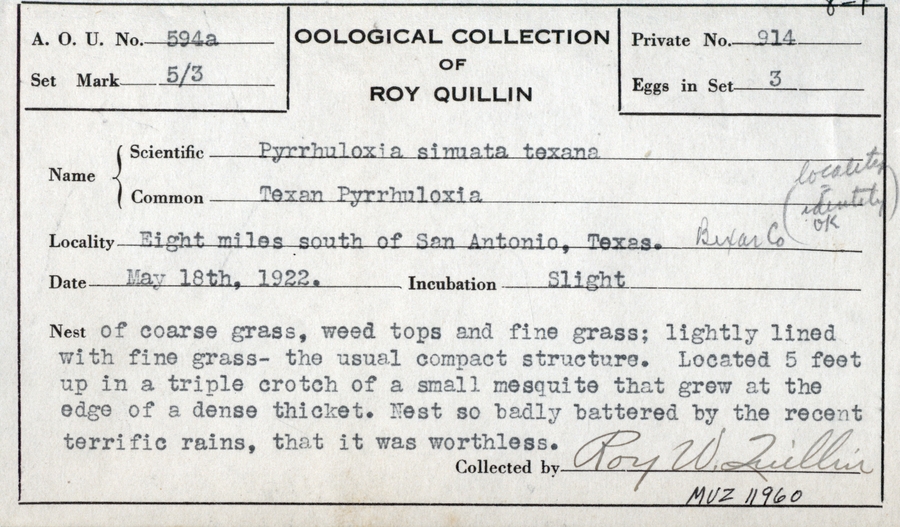 8-1
A. O. U. No. 594a
Set Mark 5/3
OOLOGICAL COLLECTION
OF
ROY QUILLIN
Private No. 914
Eggs in Set 3
Name
Scientific Pyrrhuloxia sinuata texana
Common Texan Pyrrhuloxia
(locality
&
identity
OK)
Locality Eight miles south of San Antonio, Texas. Bexar Co
Date May 18th, 1922. Incubation Slight
Nest of coarse grass, weed tops and fine grass; lightly lined
with fine grass- the usual compact structure. Located 5 feet
up in a triple crotch of a small mesquite that grew at the
edge of a dense thicket. Nest so badly battered by the recent
terrific rains, that it was worthless.
Collected by Roy W. Quillin
MVZ 11960